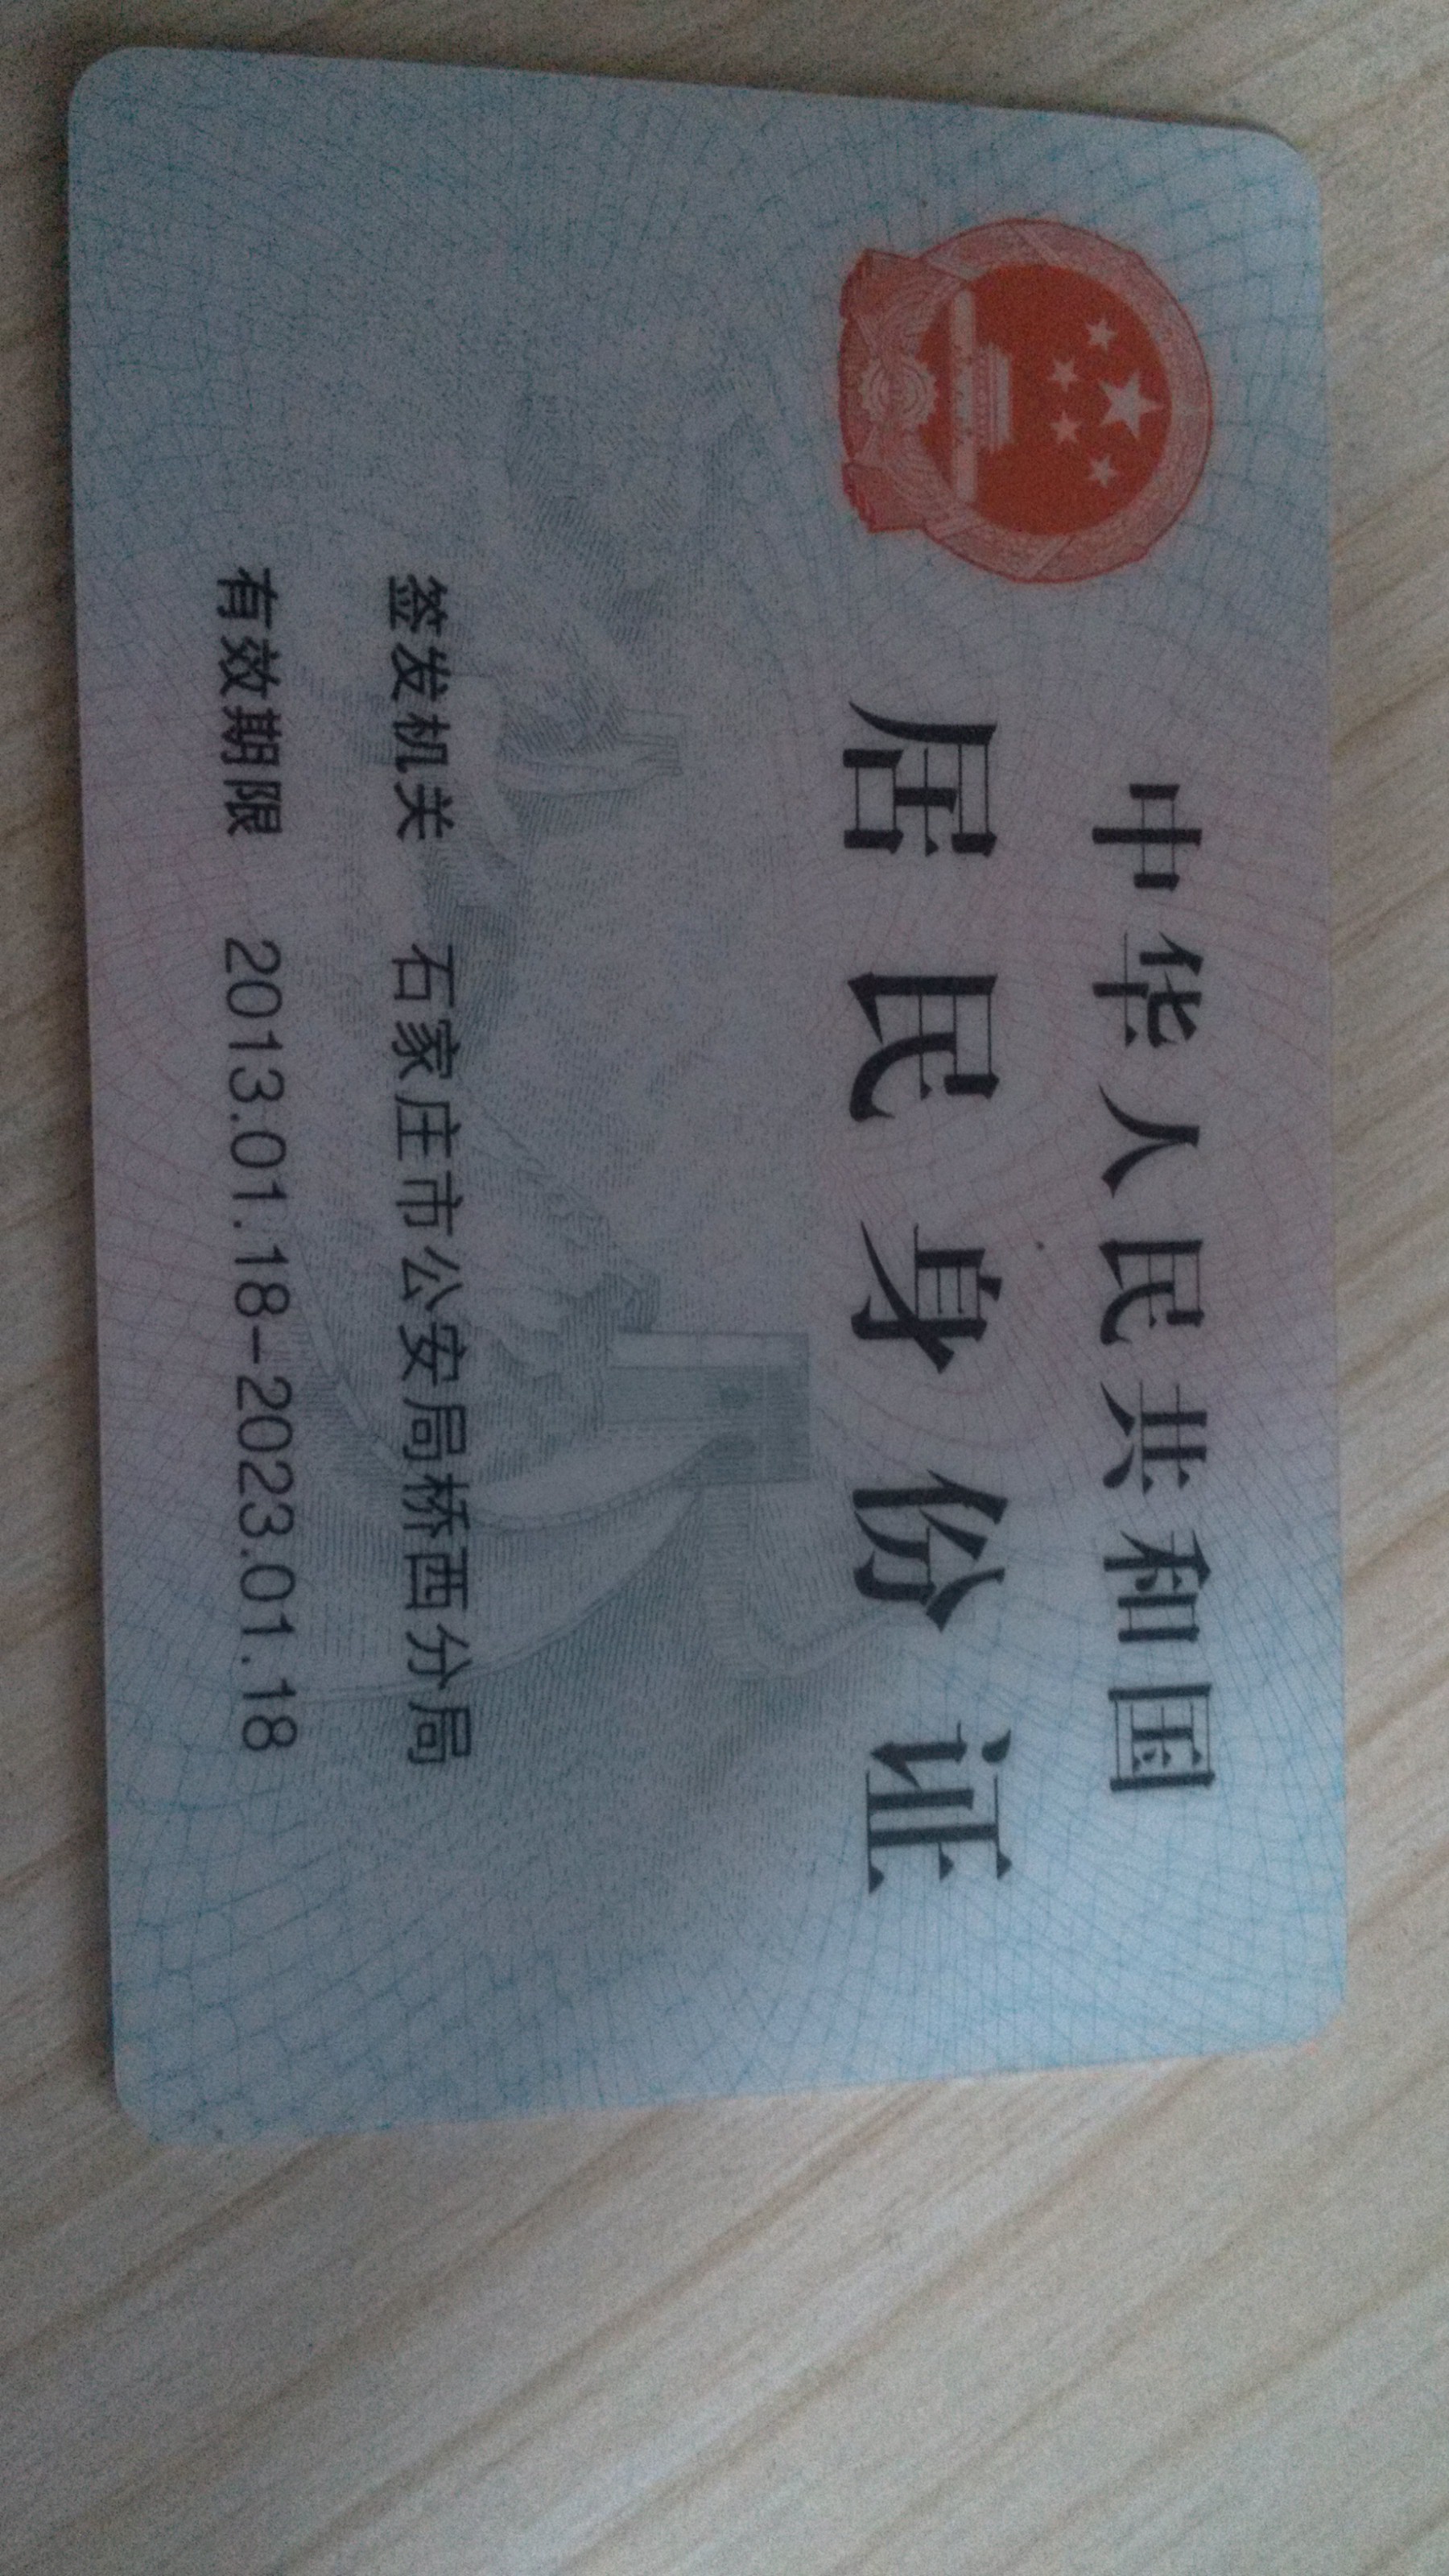 中华人民共和国
居民身份证
签发机关 石家庄市公安局桥西分局
有效期限 2013.01.18-2023.01.18